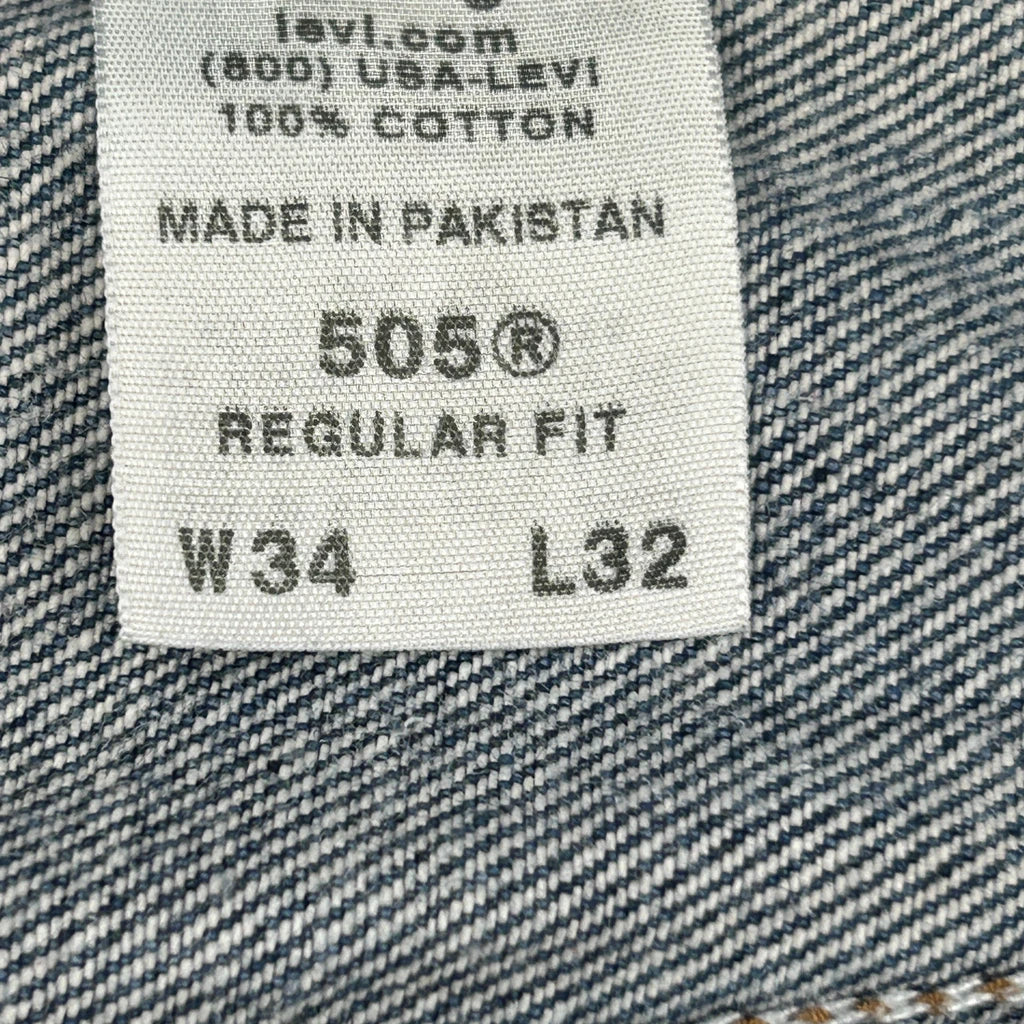 levi.com
(800) USA-LEVI
100% COTTON
MADE IN PAKISTAN
505®
REGULAR FIT
W34 L32